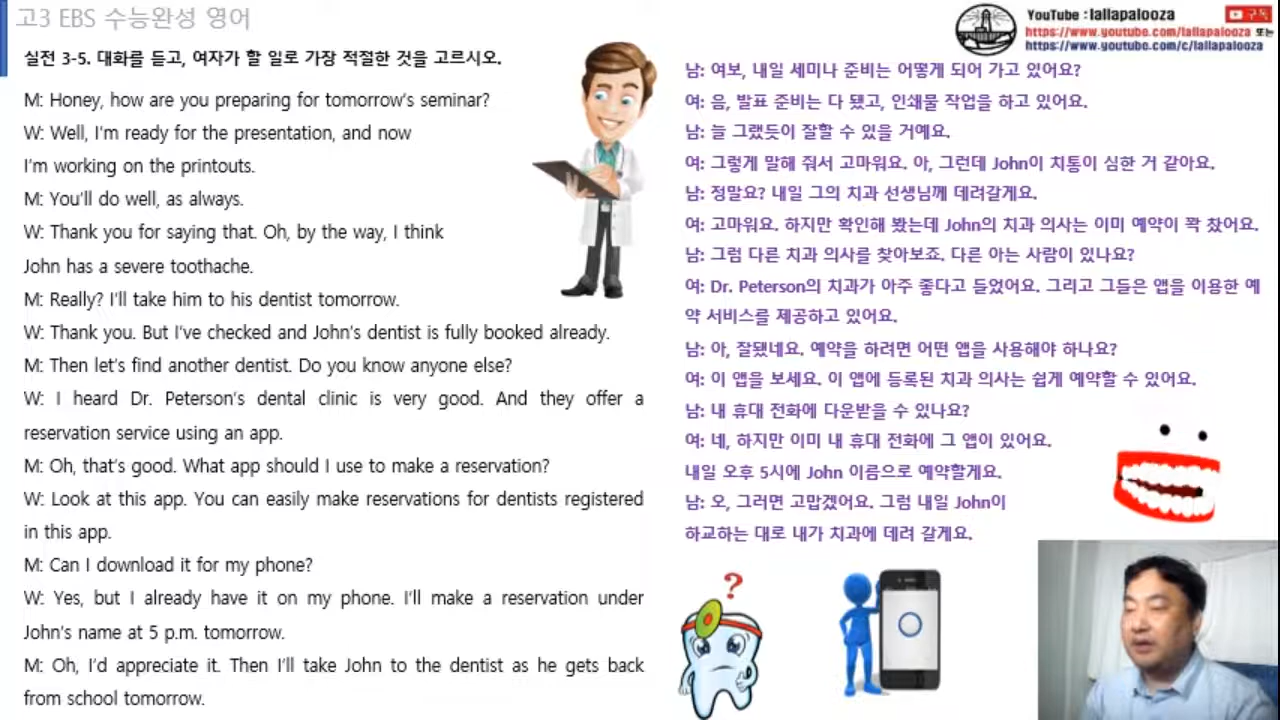 고3 EBS 수능완성 영어
YouTube : lallapalooza
구독
https://www.youtube.com/lallapalooza 또는
https://www.youtube.com/c/lallapalooza
실전 3-5. 대화를 듣고, 여자가 할 일로 가장 적절한 것을 고르시오.
M: Honey, how are you preparing for tomorrow's seminar?
W: Well, I'm ready for the presentation, and now
I'm working on the printouts.
M: You'll do well, as always.
W: Thank you for saying that. Oh, by the way, I think
John has a severe toothache.
M: Really? I'll take him to his dentist tomorrow.
W: Thank you. But I've checked and John's dentist is fully booked already.
M: Then let's find another dentist. Do you know anyone else?
W: I heard Dr. Peterson's dental clinic is very good. And they offer a
reservation service using an app.
M: Oh, that's good. What app should I use to make a reservation?
W: Look at this app. You can easily make reservations for dentists registered
in this app.
M: Can I download it for my phone?
W: Yes, but I already have it on my phone. I'll make a reservation under
John's name at 5 p.m. tomorrow.
M: Oh, I'd appreciate it. Then I'll take John to the dentist as he gets back
from school tomorrow.
남: 여보, 내일 세미나 준비는 어떻게 되어 가고 있어요?
여: 음, 발표 준비는 다 됐고, 인쇄물 작업을 하고 있어요.
남: 늘 그랬듯이 잘할 수 있을 거예요.
여: 그렇게 말해 줘서 고마워요. 아, 그런데 John이 치통이 심한 거 같아요.
남: 정말요? 내일 그의 치과 선생님께 데려갈게요.
여: 고마워요. 하지만 확인해 봤는데 John의 치과 의사는 이미 예약이 꽉 찼어요.
남: 그럼 다른 치과 의사를 찾아보죠. 다른 아는 사람이 있나요?
여: Dr. Peterson의 치과가 아주 좋다고 들었어요. 그리고 그들은 앱을 이용한 예
약 서비스를 제공하고 있어요.
남: 아, 잘됐네요. 예약을 하려면 어떤 앱을 사용해야 하나요?
여: 이 앱을 보세요. 이 앱에 등록된 치과 의사는 쉽게 예약할 수 있어요.
남: 내 휴대 전화에 다운받을 수 있나요?
여: 네, 하지만 이미 내 휴대 전화에 그 앱이 있어요.
내일 오후 5시에 John 이름으로 예약할게요.
남: 오, 그러면 고맙겠어요. 그럼 내일 John이
하교하는 대로 내가 치과에 데려 갈게요.
?